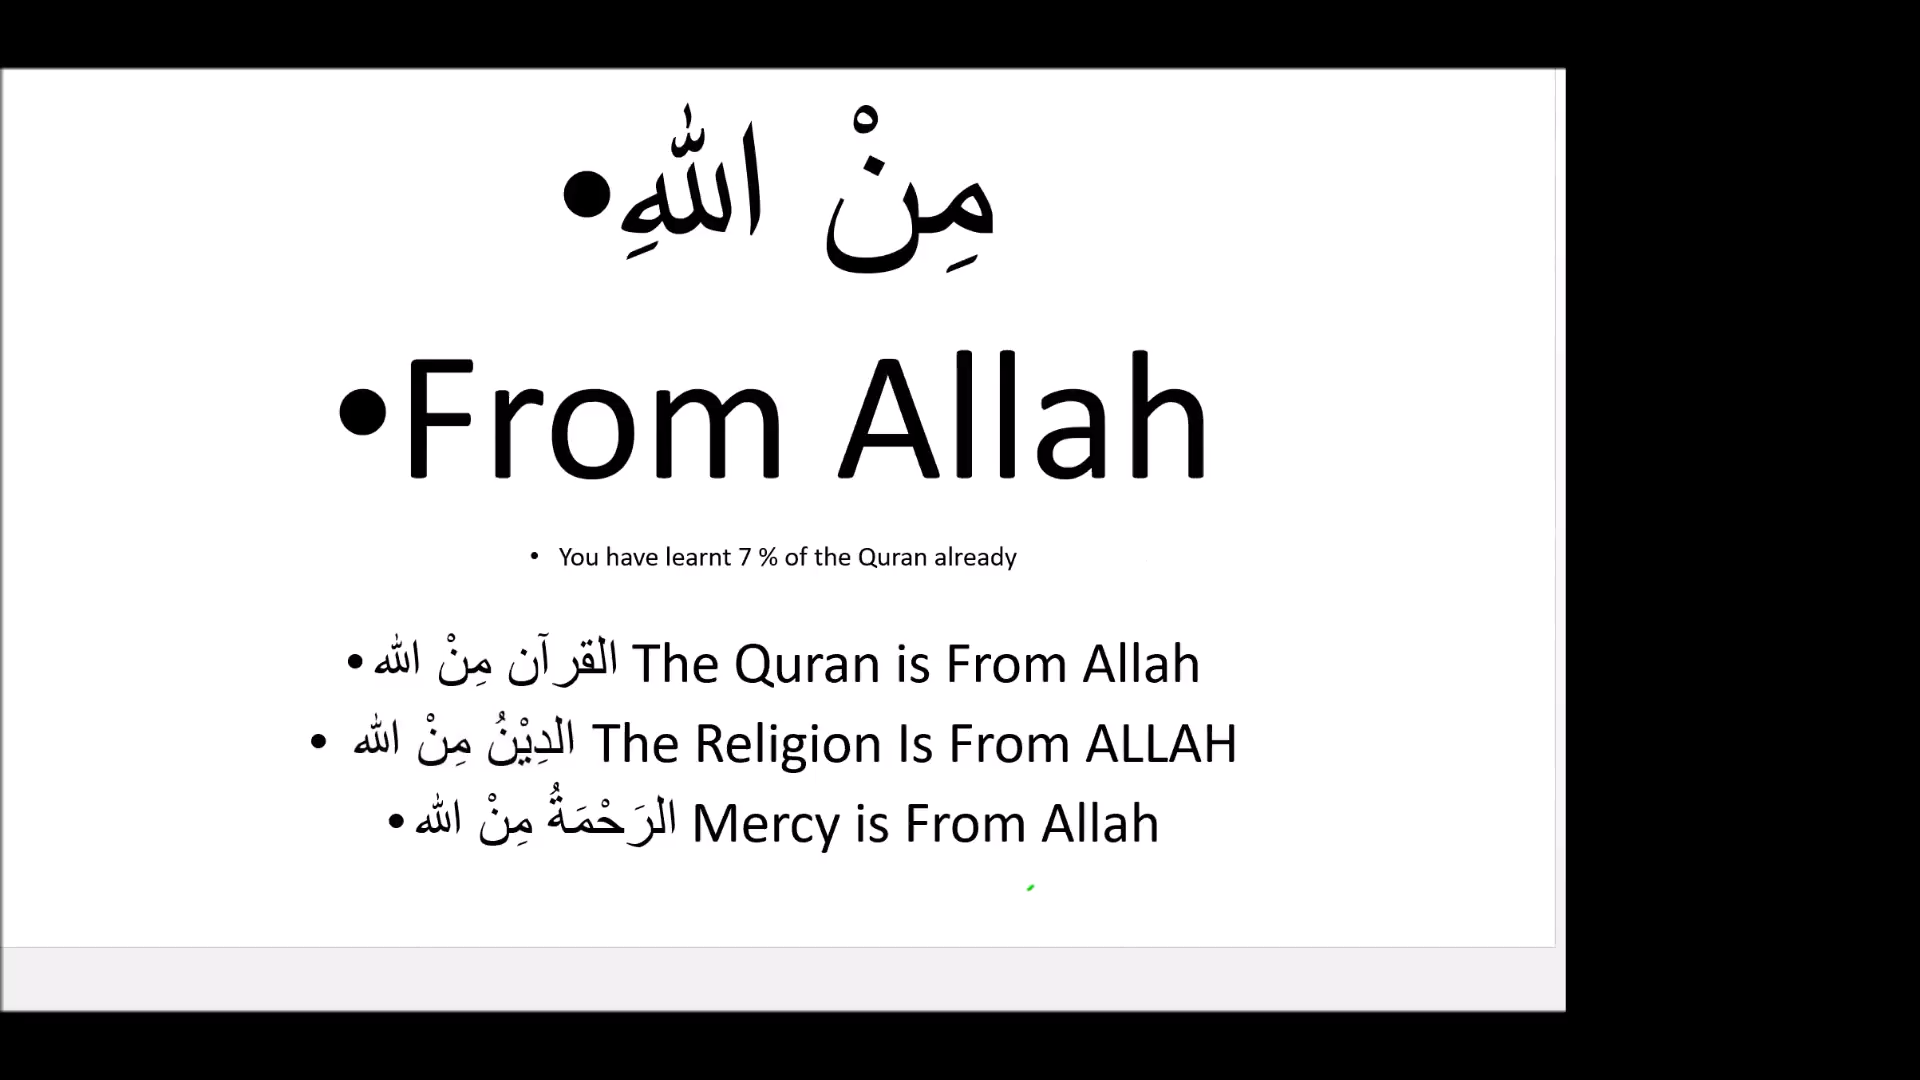 •مِنْ اللّٰهِ
•From Allah
• You have learnt 7 % of the Quran already
•القرآن مِنْ الله The Quran is From Allah
• الدِيْنُ مِنْ الله The Religion Is From ALLAH
•الرَحْمَةُ مِنْ الله Mercy is From Allah